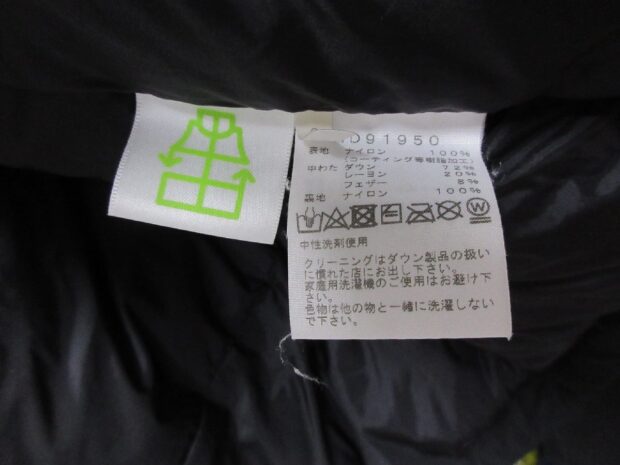 D91950
表地 ナイロン 100%
(コーティング等樹脂加工)
中わた ダウン 72%
レーヨン 20%
フェザー 8%
裏地 ナイロン 100%
W
中性洗剤使用
クリーニングはダウン製品の扱い
に慣れた店にお出し下さい。
家庭用洗濯機のご使用はお避け下
さい。
色物は他の物と一緒に洗濯しない
で下さい。